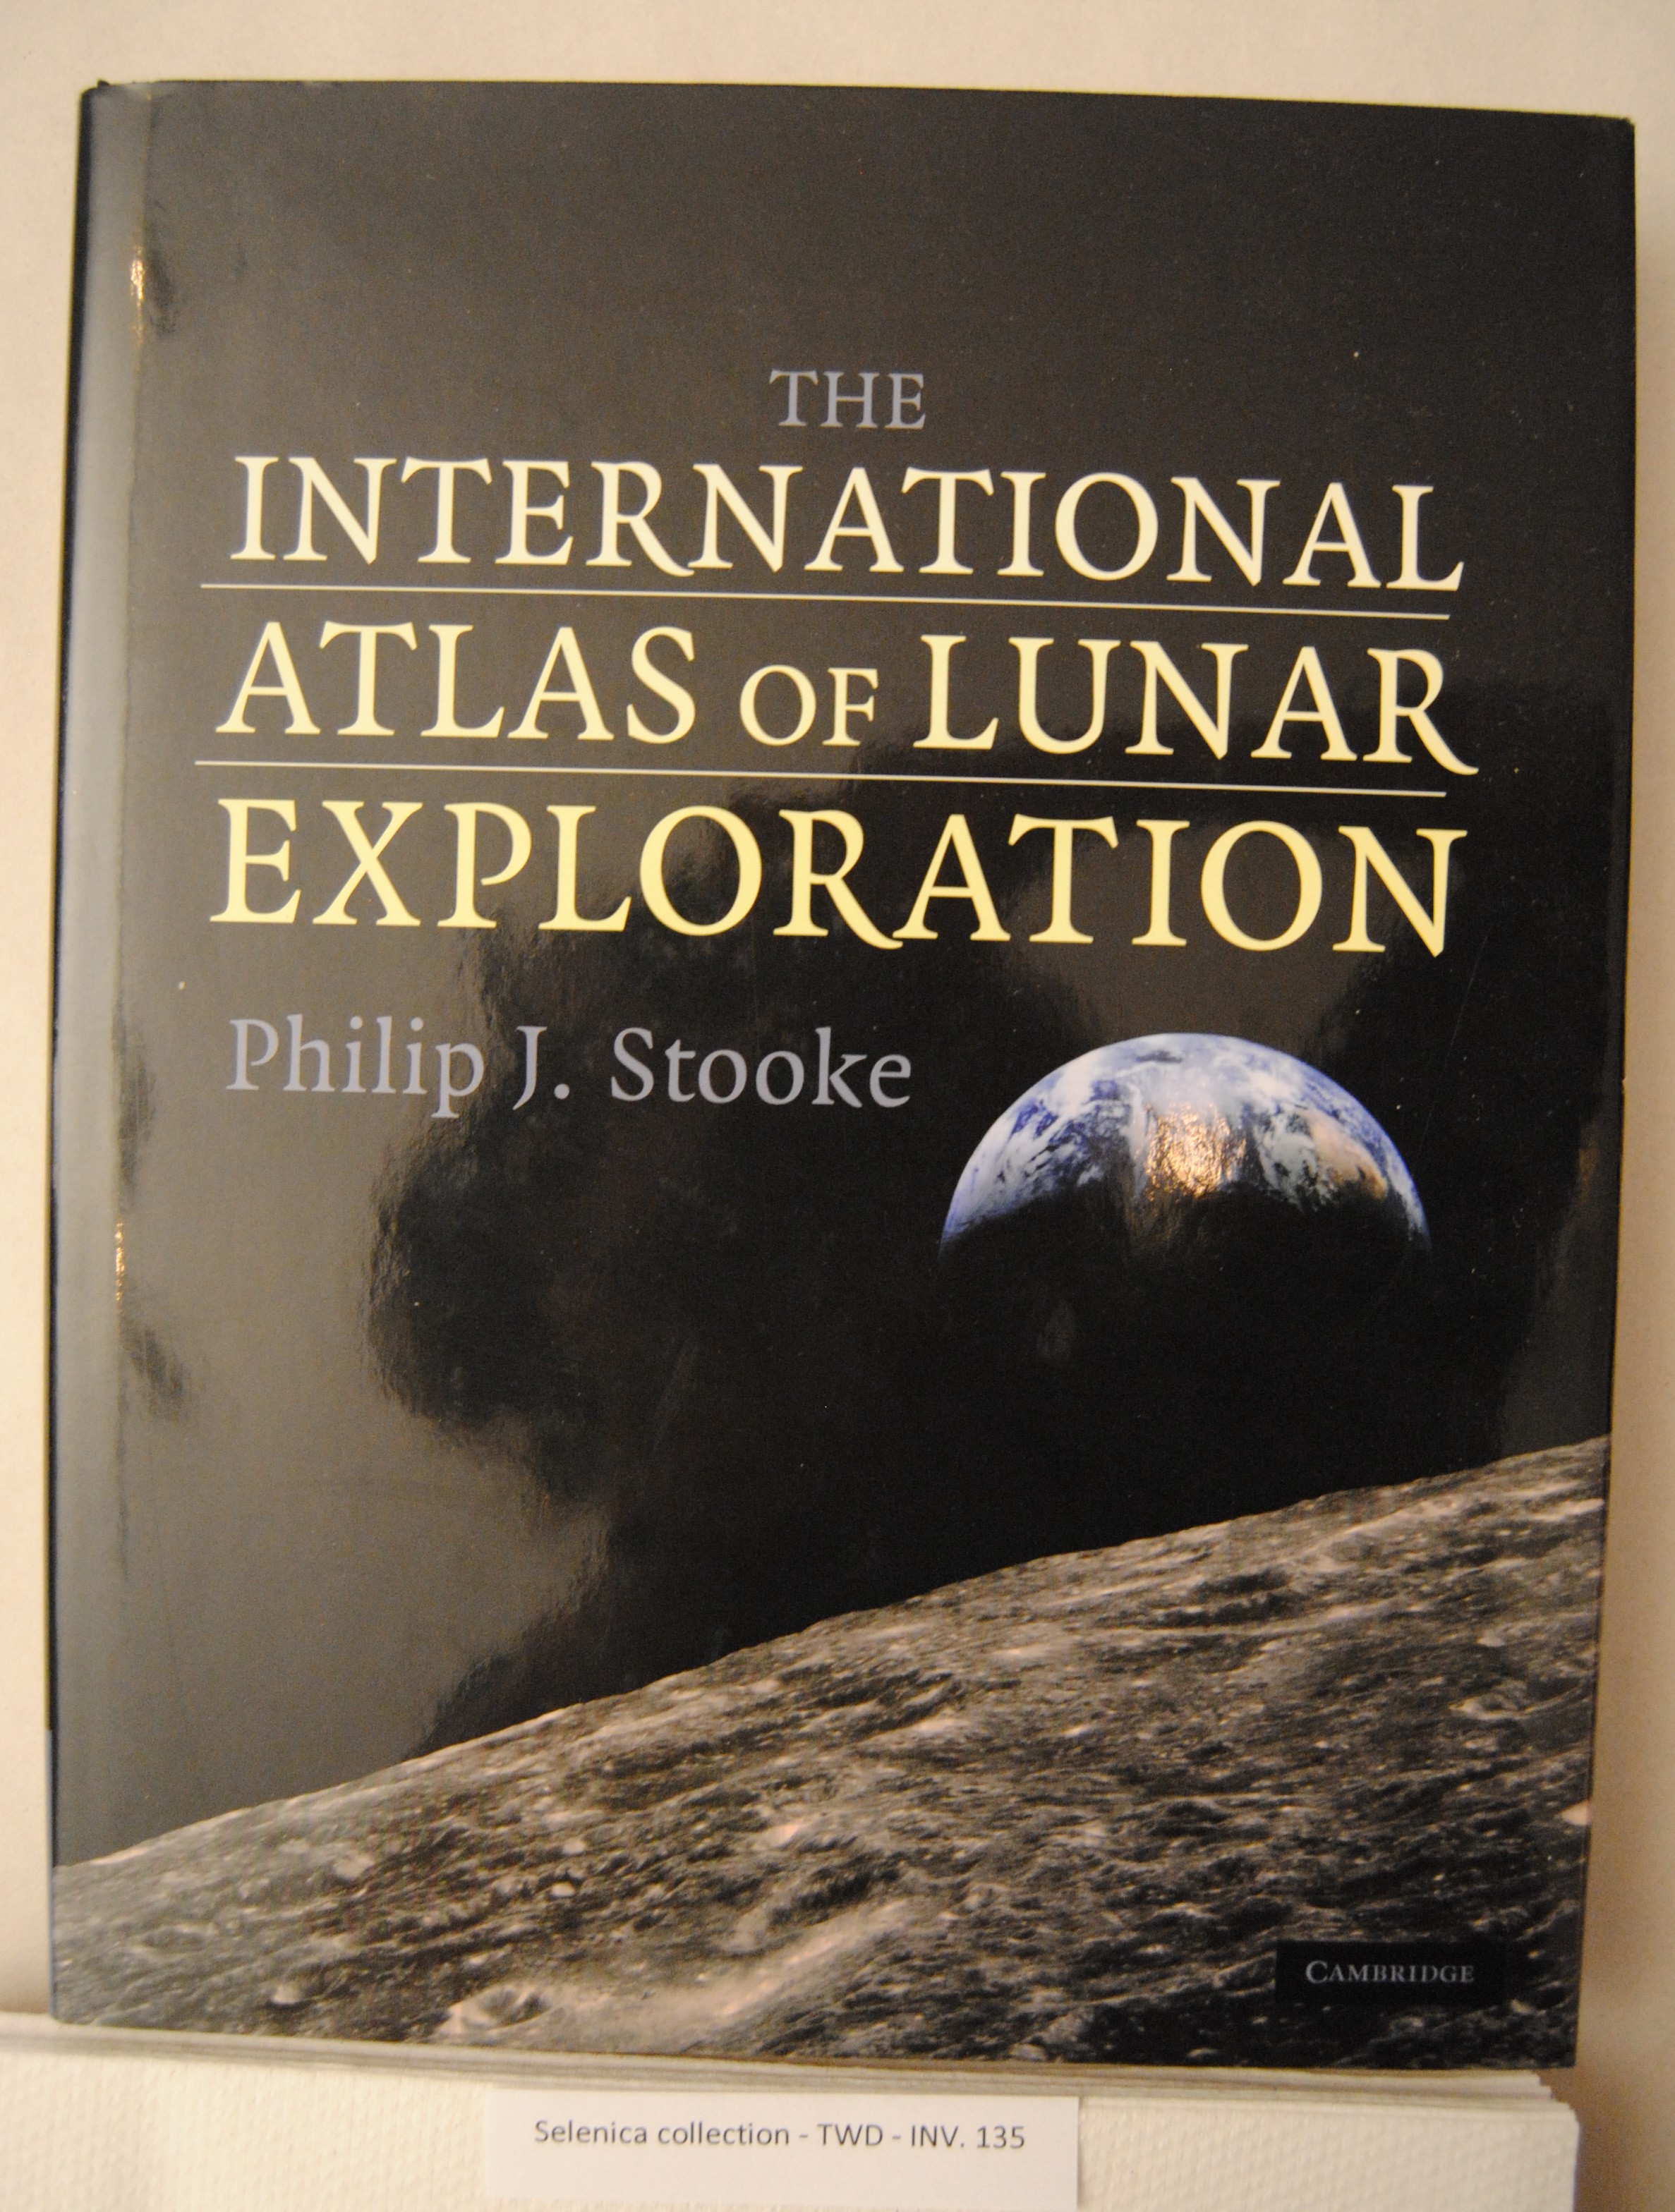 THE
INTERNATIONAL
ATLAS OF LUNAR
EXPLORATION
Philip J. Stooke
CAMBRIDGE
Selenica collection - TWD - INV. 135